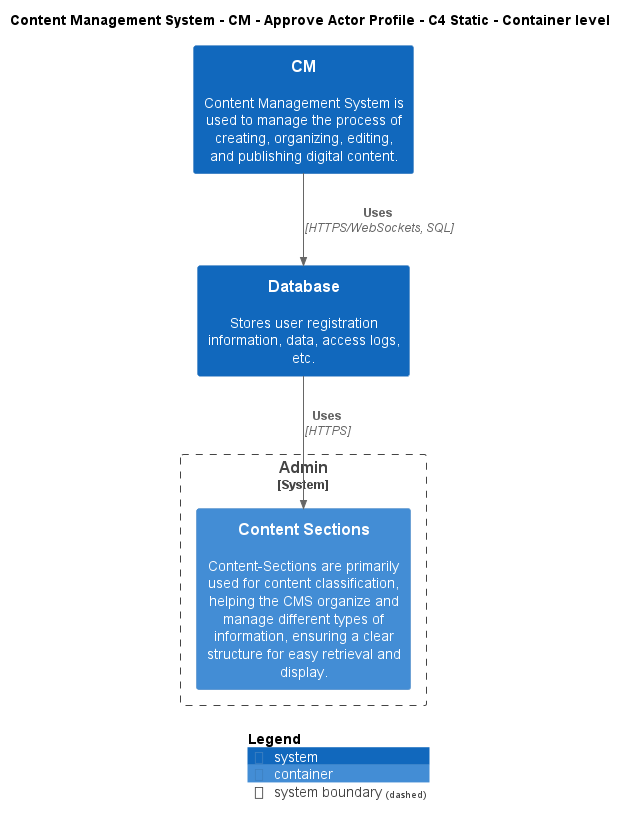 Content Management System - CM - Approve Actor Profile - C4 Static - Container level
CM
Content Management System is
used to manage the process of
creating, organizing, editing,
and publishing digital content.
Uses
[HTTPS/WebSockets, SQL]
Database
Stores user registration
information, data, access logs,
etc.
Uses
[HTTPS]
Admin
[System]
Content Sections
Content-Sections are primarily
used for content classification,
helping the CMS organize and
manage different types of
information, ensuring a clear
structure for easy retrieval and
display.
Legend
system
container
system boundary (dashed)